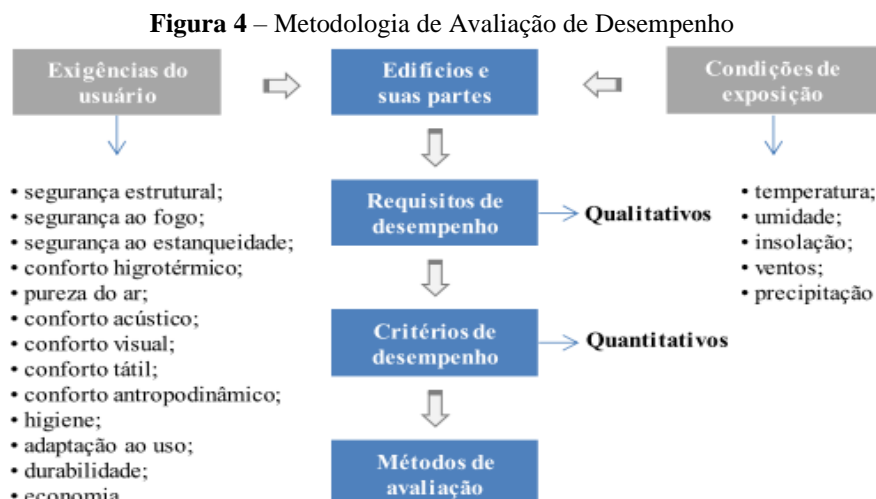 Figura 4 – Metodologia de Avaliação de Desempenho
Exigências do
usuário
Edifícios e
suas partes
Condições de
exposição
• segurança estrutural;
• segurança ao fogo;
• segurança ao estanqueidade;
• conforto higrotérmico;
• pureza do ar;
• conforto acústico;
• conforto visual;
• conforto tátil;
• conforto antropodinâmico;
• higiene;
• adaptação ao uso;
• durabilidade;
• economia
Requisitos de
desempenho
Qualitativos
Critérios de
desempenho
Quantitativos
Métodos de
avaliação
• temperatura;
• umidade;
• insolação;
• ventos;
• precipitação